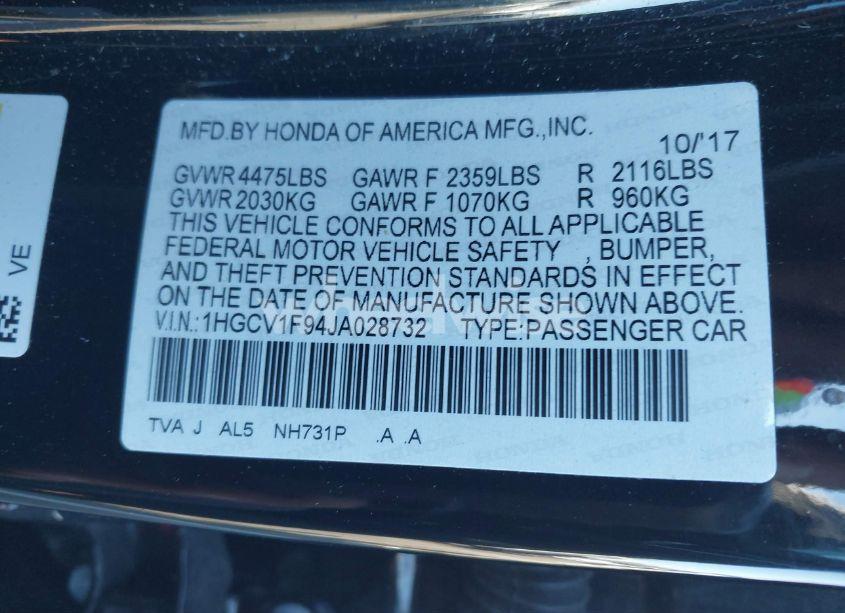 MFD.BY HONDA OF AMERICA MFG.,INC.
10/'17
GVWR 4475LBS GAWR F 2359LBS R 2116LBS
GVWR 2030KG GAWR F 1070KG R 960KG
THIS VEHICLE CONFORMS TO ALL APPLICABLE
FEDERAL MOTOR VEHICLE SAFETY , BUMPER,
AND THEFT PREVENTION STANDARDS IN EFFECT
ON THE DATE OF MANUFACTURE SHOWN ABOVE.
V.I.N.:1HGCV1F94JA028732 TYPE:PASSENGER CAR
TVA J AL5 NH731P .A .A
VE